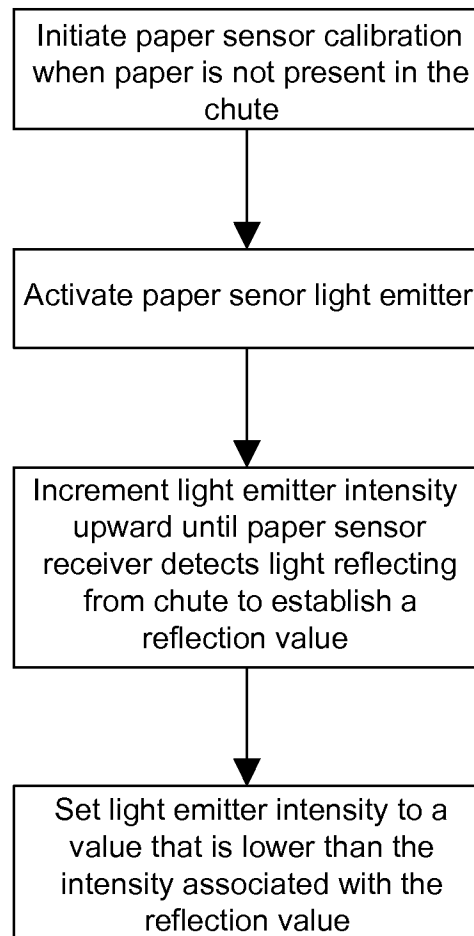 Initiate paper sensor calibration
when paper is not present in the
chute
Activate paper senor light emitter
Increment light emitter intensity
upward until paper sensor
receiver detects light reflecting
from chute to establish a
reflection value
Set light emitter intensity to a
value that is lower than the
intensity associated with the
reflection value